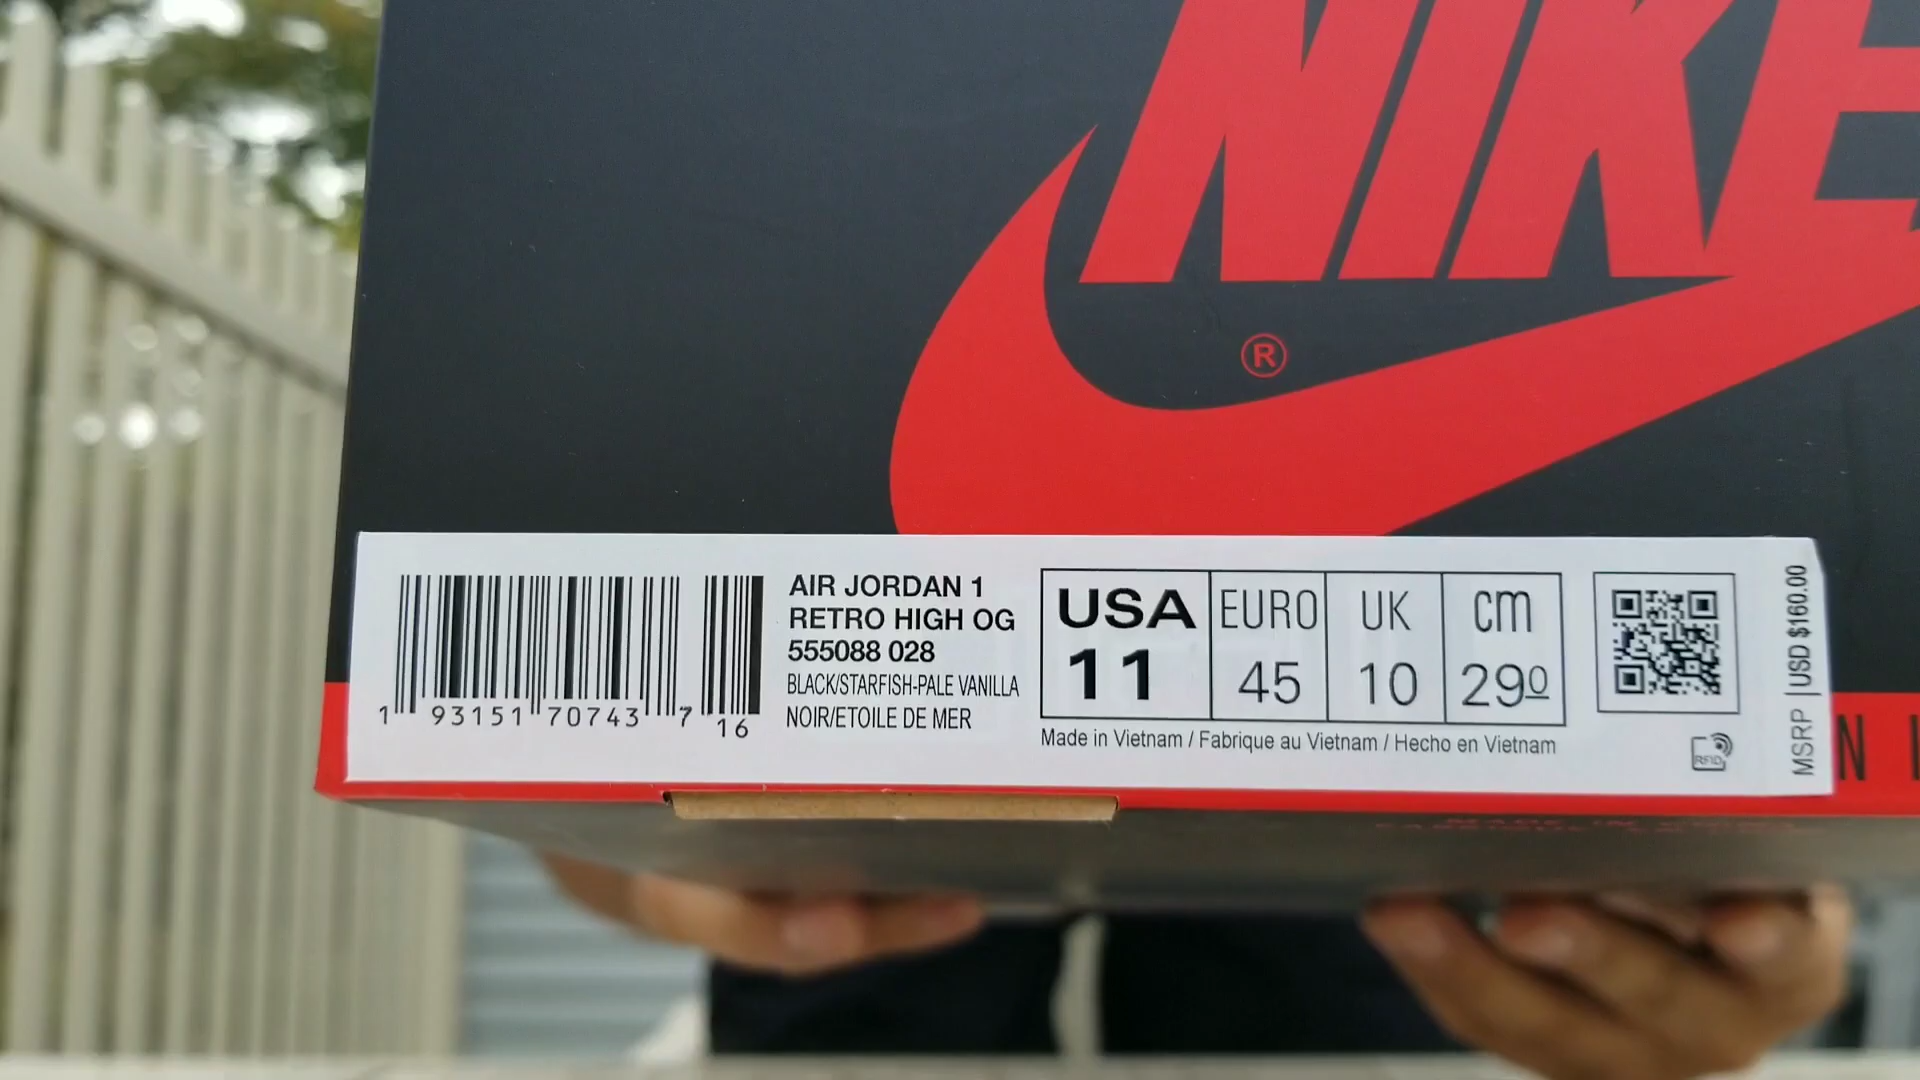 NIKE
®
AIR JORDAN 1
RETRO HIGH OG
555088 028
BLACK/STARFISH-PALE VANILLA
NOIR/ETOILE DE MER
1 93151 70743 7 16
USA EURO UK cm
11 45 10 290
Made in Vietnam / Fabrique au Vietnam / Hecho en Vietnam
RFID
MSRP | USD $160.00
N